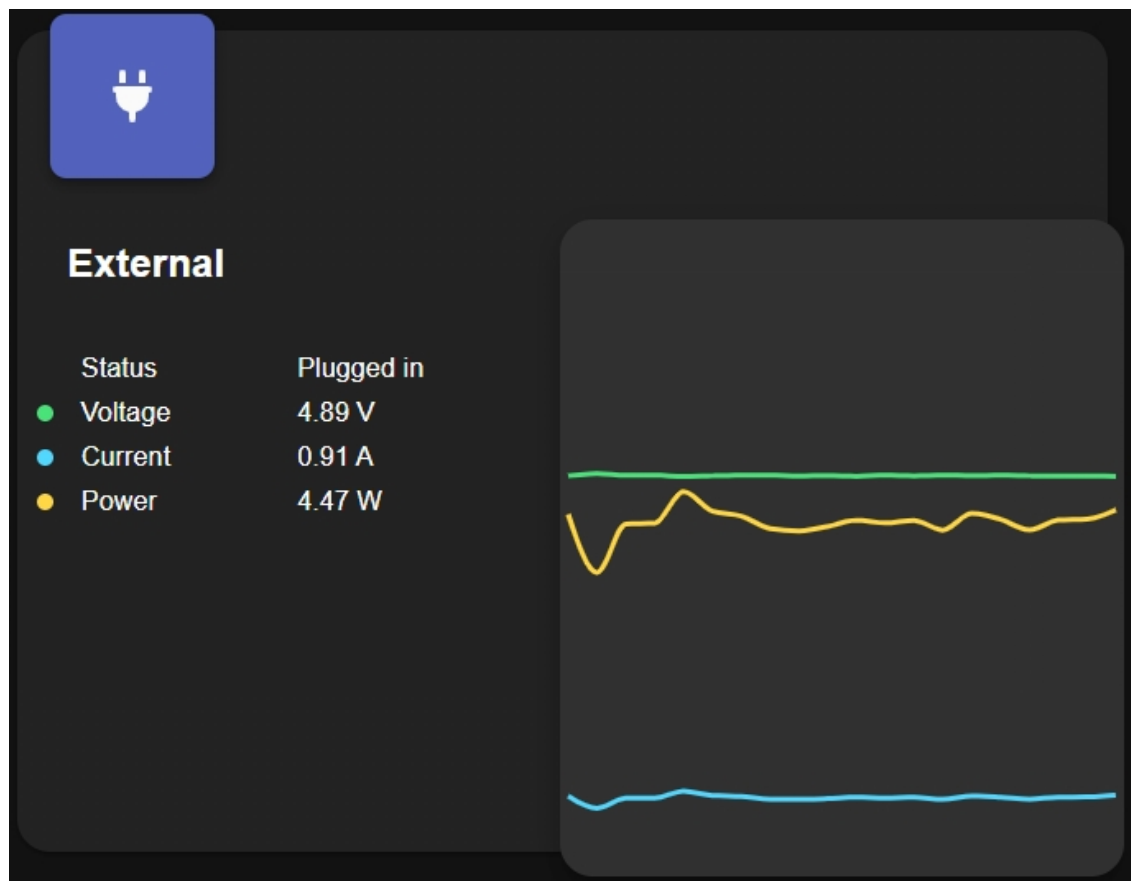 External
Status Plugged in
Voltage 4.89 V
Current 0.91 A
Power 4.47 W